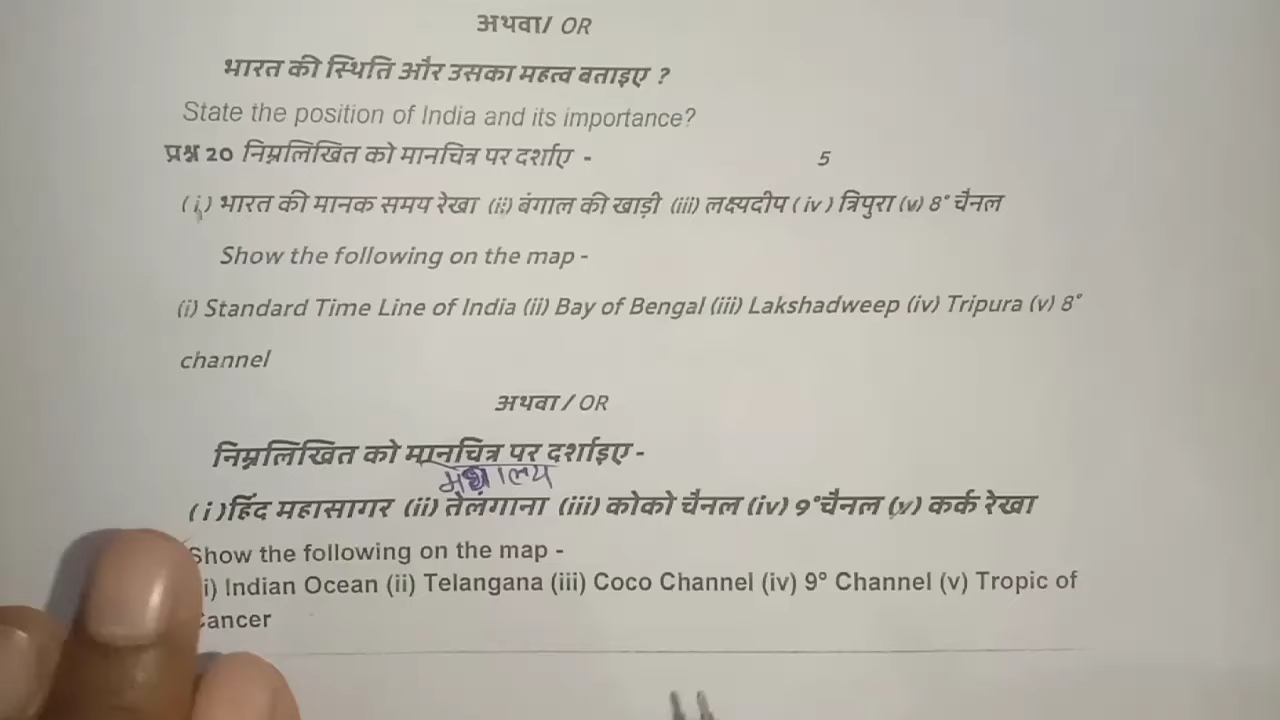 अथवा/ OR
भारत की स्थिति और उसका महत्व बताइए ?
State the position of India and its importance?
प्रश्न 20 निम्नलिखित को मानचित्र पर दर्शाए - 5
(i) भारत की मानक समय रेखा (ii) बंगाल की खाड़ी (iii) लक्ष्यदीप (iv) त्रिपुरा (v) 8° चैनल
Show the following on the map -
(i) Standard Time Line of India (ii) Bay of Bengal (iii) Lakshadweep (iv) Tripura (v) 8°
channel
अथवा / OR
निम्नलिखित को मानचित्र पर दर्शाइए -
(i)हिंद महासागर (ii) तेलंगाना (iii) कोको चैनल (iv) 9°चैनल (v) कर्क रेखा
Show the following on the map -
i) Indian Ocean (ii) Telangana (iii) Coco Channel (iv) 9° Channel (v) Tropic of
ancer